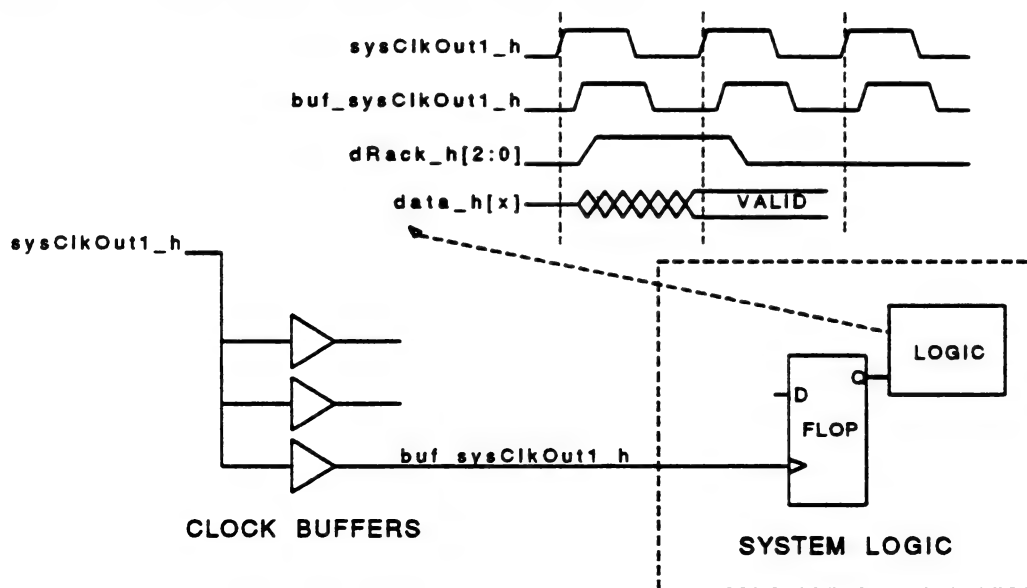 sysClkOut1_h
buf_sysClkOut1_h
dRack_h[2:0]
data_h[x]
VALID
sysClkOut1_h
LOGIC
D
FLOP
buf_sysClkOut1_h
CLOCK BUFFERS
SYSTEM LOGIC